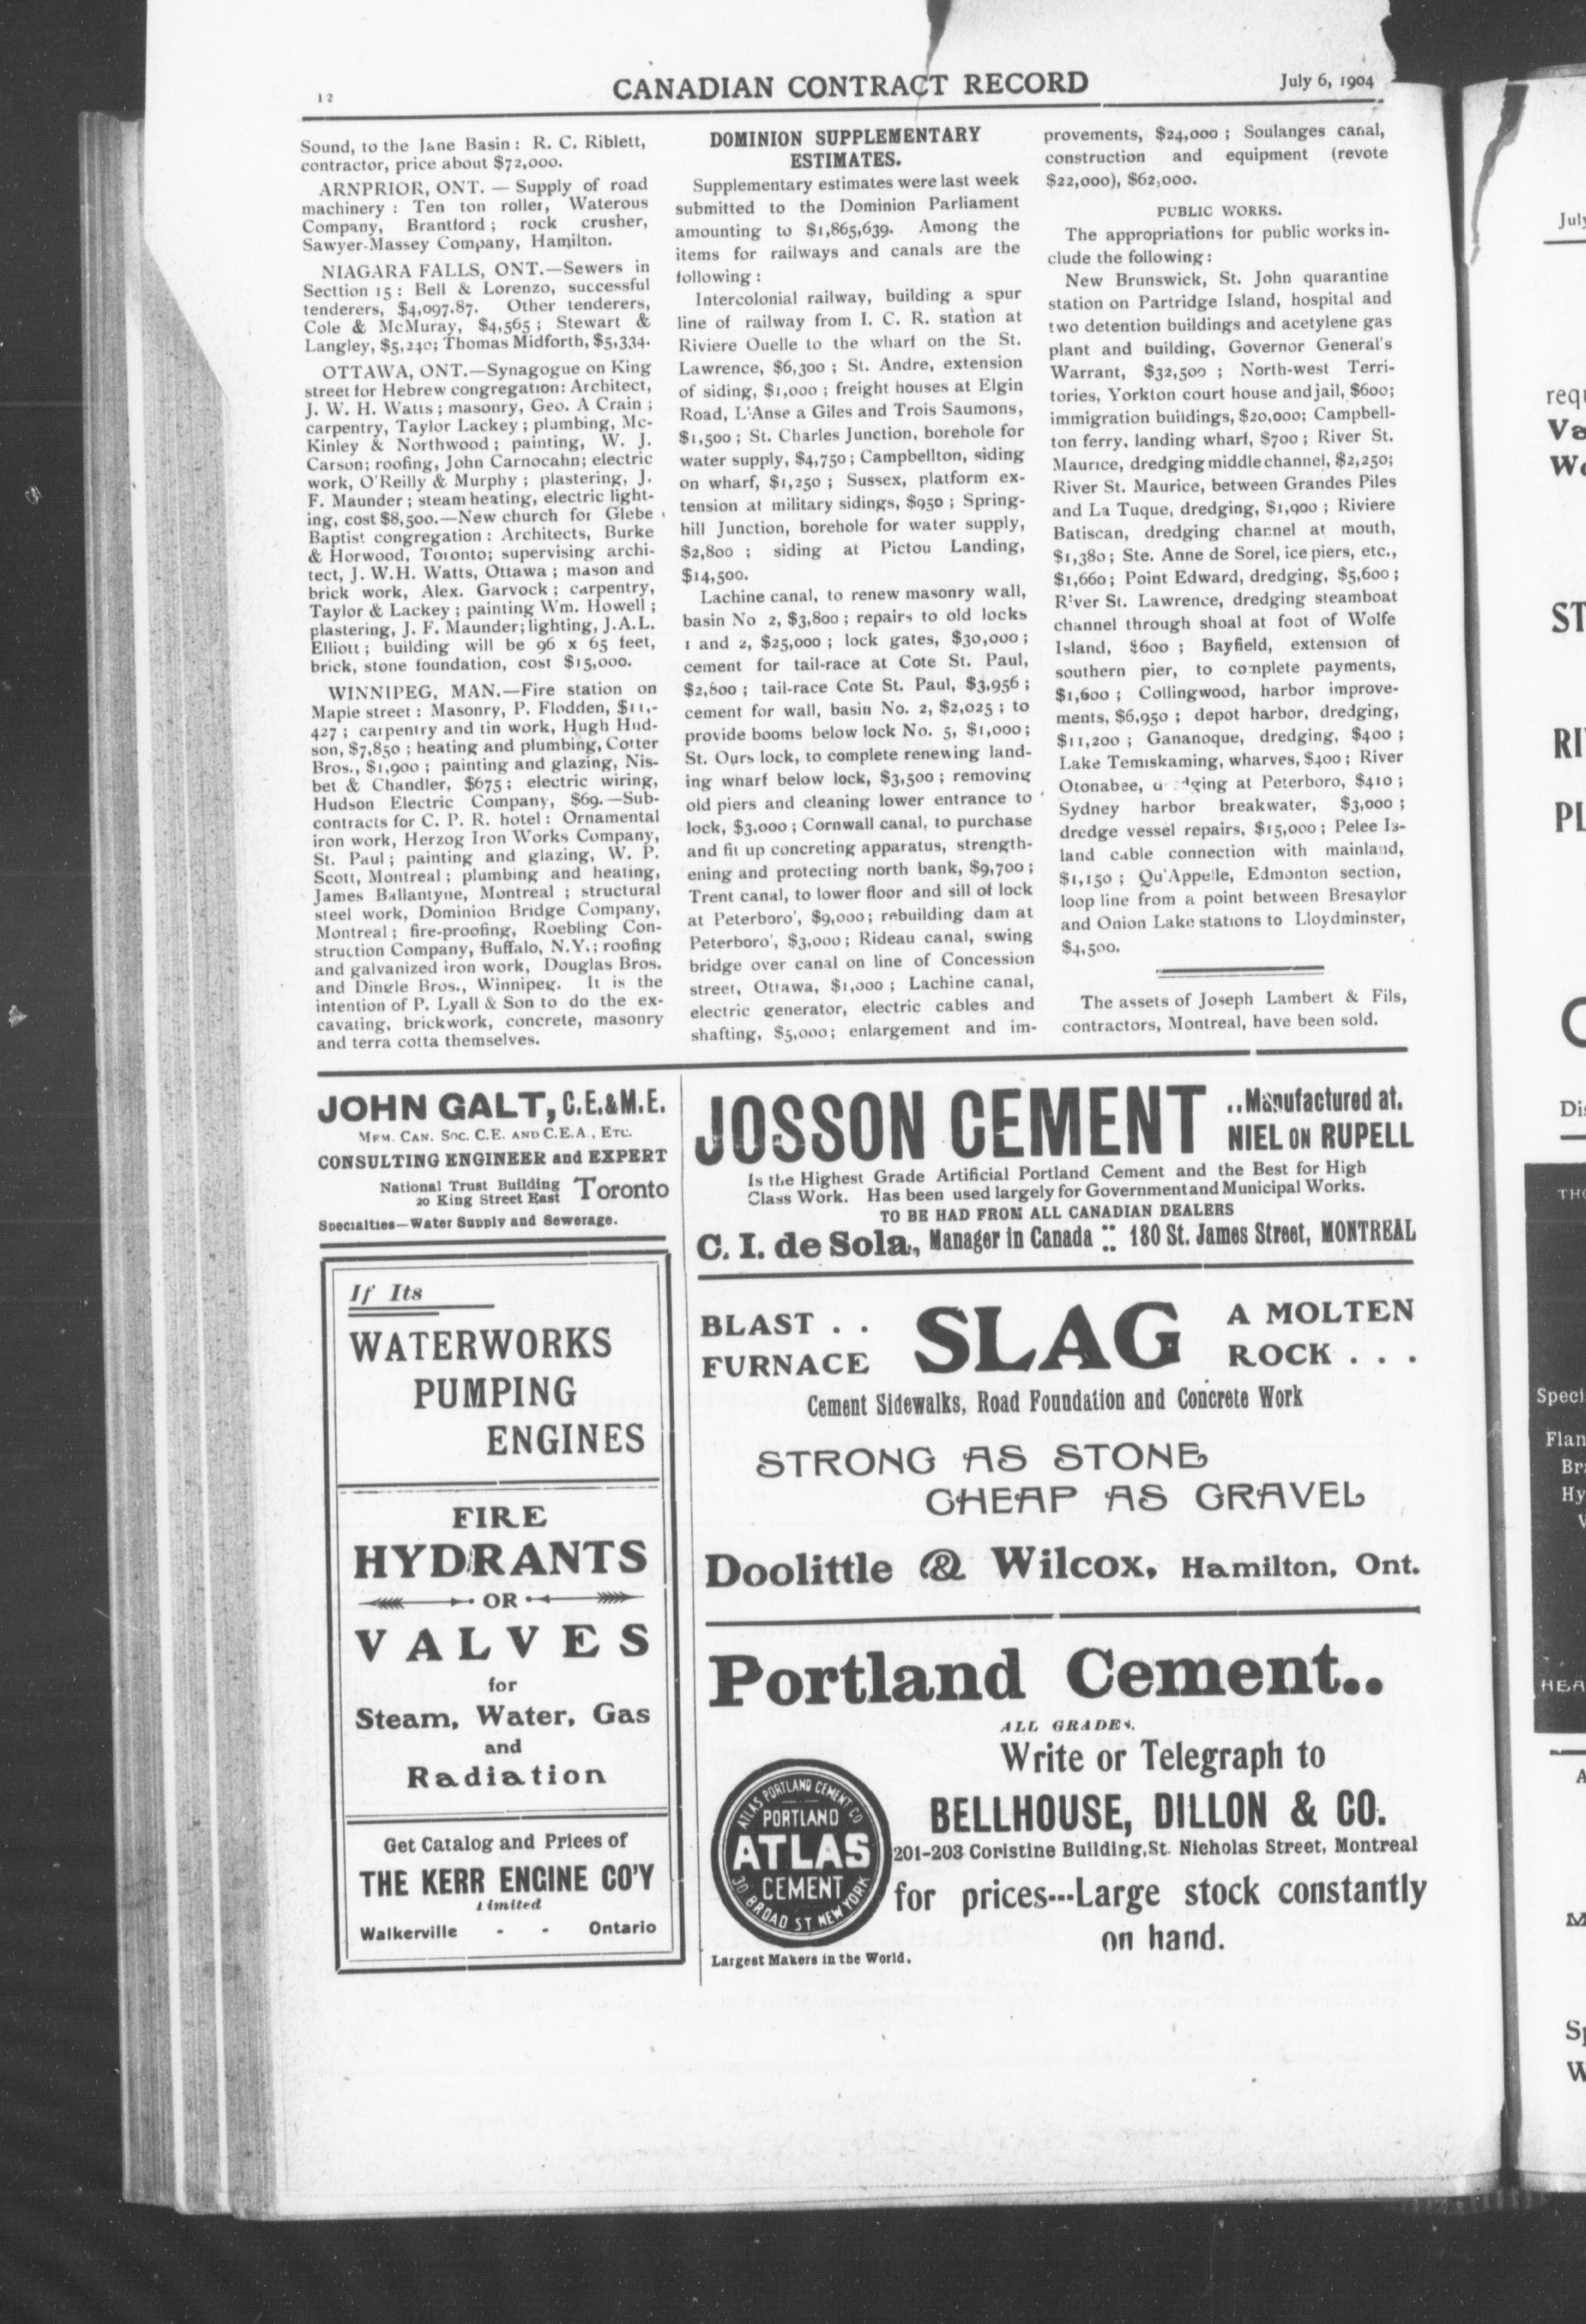 12
CANADIAN CONTRACT RECORD
July 6, 1904
Sound, to the Jane Basin : R. C. Riblett,
contractor, price about $72,000.
ARNPRIOR, ONT. — Supply of road
machinery : Ten ton roller, Waterous
Company, Brantford ; rock crusher,
Sawyer-Massey Company, Hamilton.
NIAGARA FALLS, ONT.—Sewers in
Secttion 15 : Bell & Lorenzo, successful
tenderers, $4,097.87. Other tenderers,
Cole & McMuray, $4,565 ; Stewart &
Langley, $5,240; Thomas Midforth, $5,334.
OTTAWA, ONT.—Synagogue on King
street for Hebrew congregation: Architect,
J. W. H. Watts ; masonry, Geo. A Crain ;
carpentry, Taylor Lackey ; plumbing, Mc-
Kinley & Northwood ; painting, W. J.
Carson; roofing, John Carnocahn; electric
work, O'Reilly & Murphy ; plastering, J.
F. Maunder ; steam heating, electric light-
ing, cost $8,500.—New church for Glebe
Baptist congregation : Architects, Burke
& Horwood, Toronto; supervising archi-
tect, J. W.H. Watts, Ottawa ; mason and
brick work, Alex. Garvock ; carpentry,
Taylor & Lackey ; painting Wm. Howell ;
plastering, J. F. Maunder; lighting, J.A.L.
Elliott ; building will be 96 x 65 feet,
brick, stone foundation, cost $15,000.
WINNIPEG, MAN.—Fire station on
Maple street : Masonry, P. Flodden, $11,-
427 ; carpentry and tin work, Hugh Hud-
son, $7,850 ; heating and plumbing, Cotter
Bros., $1,900 ; painting and glazing, Nis-
bet & Chandler, $675 ; electric wiring,
Hudson Electric Company, $69.—Sub-
contracts for C. P. R. hotel : Ornamental
iron work, Herzog Iron Works Company,
St. Paul ; painting and glazing, W. P.
Scott, Montreal ; plumbing and heating,
James Ballantyne, Montreal ; structural
steel work, Dominion Bridge Company,
Montreal ; fire-proofing, Roebling Con-
struction Company, Buffalo, N.Y.; roofing
and galvanized iron work, Douglas Bros.
and Dingle Bros., Winnipeg. It is the
intention of P. Lyall & Son to do the ex-
cavating, brickwork, concrete, masonry
and terra cotta themselves.
DOMINION SUPPLEMENTARY
ESTIMATES.
Supplementary estimates were last week
submitted to the Dominion Parliament
amounting to $1,865,639. Among the
items for railways and canals are the
following :
Intercolonial railway, building a spur
line of railway from I. C. R. station at
Riviere Ouelle to the wharf on the St.
Lawrence, $6,300 ; St. Andre, extension
of siding, $1,000 ; freight houses at Elgin
Road, L'Anse a Giles and Trois Saumons,
$1,500 ; St. Charles Junction, borehole for
water supply, $4,750 ; Campbellton, siding
on wharf, $1,250 ; Sussex, platform ex-
tension at military sidings, $950 ; Spring-
hill Junction, borehole for water supply,
$2,800 ; siding at Pictou Landing,
$14,500.
Lachine canal, to renew masonry wall,
basin No 2, $3,800 ; repairs to old locks
1 and 2, $25,000 ; lock gates, $30,000 ;
cement for tail-race at Cote St. Paul,
$2,800 ; tail-race Cote St. Paul, $3,956 ;
cement for wall, basin No. 2, $2,025 ; to
provide booms below lock No. 5, $1,000;
St. Ours lock, to complete renewing land-
ing wharf below lock, $3,500 ; removing
old piers and cleaning lower entrance to
lock, $3,000 ; Cornwall canal, to purchase
and fit up concreting apparatus, strength-
ening and protecting north bank, $9,700 ;
Trent canal, to lower floor and sill of lock
at Peterboro', $9,000; rebuilding dam at
Peterboro', $3,000; Rideau canal, swing
bridge over canal on line of Concession
street, Ottawa, $1,000 ; Lachine canal,
electric generator, electric cables and
shafting, $5,000; enlargement and im-
provements, $24,000 ; Soulanges canal,
construction and equipment (revote
$22,000), $62,000.
PUBLIC WORKS.
The appropriations for public works in-
clude the following :
New Brunswick, St. John quarantine
station on Partridge Island, hospital and
two detention buildings and acetylene gas
plant and building, Governor General's
Warrant, $32,500 ; North-west Terri-
tories, Yorkton court house and jail, $600;
immigration buildings, $20,000; Campbell-
ton ferry, landing wharf, $700 ; River St.
Maurice, dredging middle channel, $2,250;
River St. Maurice, between Grandes Piles
and La Tuque, dredging, $1,900 ; Riviere
Batiscan, dredging channel at mouth,
$1,380; Ste. Anne de Sorel, ice piers, etc.,
$1,660; Point Edward, dredging, $5,600 ;
River St. Lawrence, dredging steamboat
channel through shoal at foot of Wolfe
Island, $600 ; Bayfield, extension of
southern pier, to complete payments,
$1,600 ; Collingwood, harbor improve-
ments, $6,950 ; depot harbor, dredging,
$11,200 ; Gananoque, dredging, $400 ;
Lake Temiskaming, wharves, $400 ; River
Otonabee, at Peterboro, $410 ;
Sydney harbor breakwater, $3,000 ;
dredge vessel repairs, $15,000; Pelee Is-
land cable connection with mainland,
$1,150 ; Qu'Appelle, Edmonton section,
loop line from a point between Bresaylor
and Onion Lake stations to Lloydminster,
$4,500.
The assets of Joseph Lambert & Fils,
contractors, Montreal, have been sold.
JOHN GALT, C.E.&M.E.
MEM. CAN. SOC. C.E. AND C.E.A., ETC.
CONSULTING ENGINEER and EXPERT
National Trust Building
20 King Street East Toronto
Specialties—Water Supply and Sewerage.
If Its
WATERWORKS
PUMPING
ENGINES
FIRE
HYDRANTS
OR
VALVES
for
Steam, Water, Gas
and
Radiation
Get Catalog and Prices of
THE KERR ENGINE CO'Y
Limited
Walkerville - - Ontario
JOSSON CEMENT
..Manufactured at.
NIEL ON RUPELL
Is the Highest Grade Artificial Portland Cement and the Best for High
Class Work. Has been used largely for Government and Municipal Works.
TO BE HAD FROM ALL CANADIAN DEALERS
C. I. de Sola, Manager in Canada :: 180 St. James Street, MONTREAL
BLAST . .
FURNACE
SLAG
A MOLTEN
ROCK . . .
Cement Sidewalks, Road Foundation and Concrete Work
STRONG AS STONE
CHEAP AS GRAVEL
Doolittle & Wilcox, Hamilton, Ont.
Portland Cement..
ALL GRADES.
Write or Telegraph to
BELLHOUSE, DILLON & CO.
201-203 Coristine Building, St. Nicholas Street, Montreal
for prices---Large stock constantly
on hand.
ATLAS PORTLAND CEMENT CO
PORTLAND
ATLAS
CEMENT
30 BROAD ST NEW YORK
Largest Makers in the World.
July
requ
ST
PL
Speci
Flan
Hy
HEA